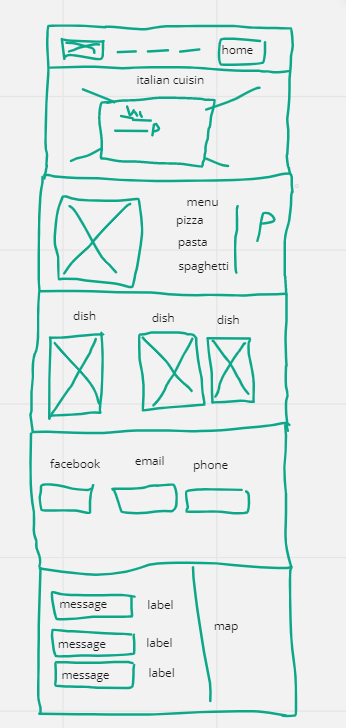 home
italian cuisin
h1
P
menu
pizza
pasta
spaghetti
P
dish
dish
dish
facebook
email
phone
message
label
message
label
message
label
map